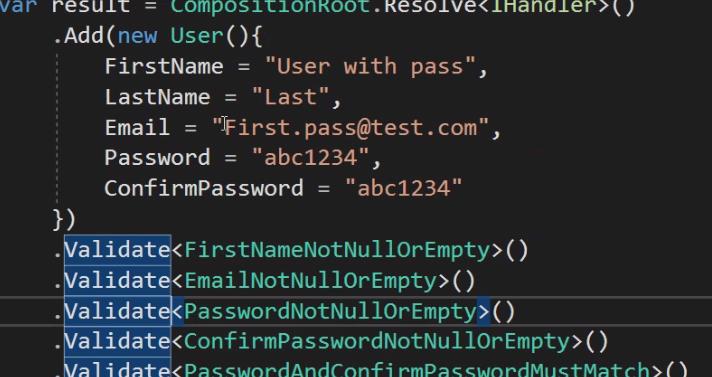 var result = CompositionRoot.Resolve<IHandler>()
.Add(new User(){
FirstName = "User with pass",
LastName = "Last",
Email = "First.pass@test.com",
Password = "abc1234",
ConfirmPassword = "abc1234"
})
.Validate<FirstNameNotNullOrEmpty>()
.Validate<EmailNotNullOrEmpty>()
.Validate<PasswordNotNullOrEmpty>()
.Validate<ConfirmPasswordNotNullOrEmpty>()
.Validate<PasswordAndConfirmPasswordMustMatch>()